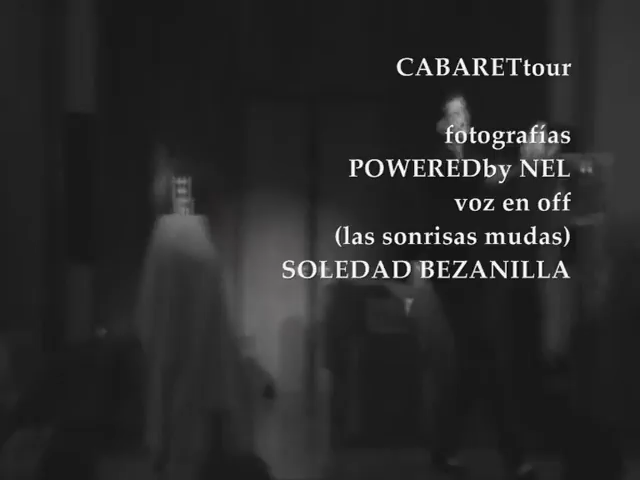 CABARETtour
fotografías
POWEREDby NEL
voz en off
(las sonrisas mudas)
SOLEDAD BEZANILLA